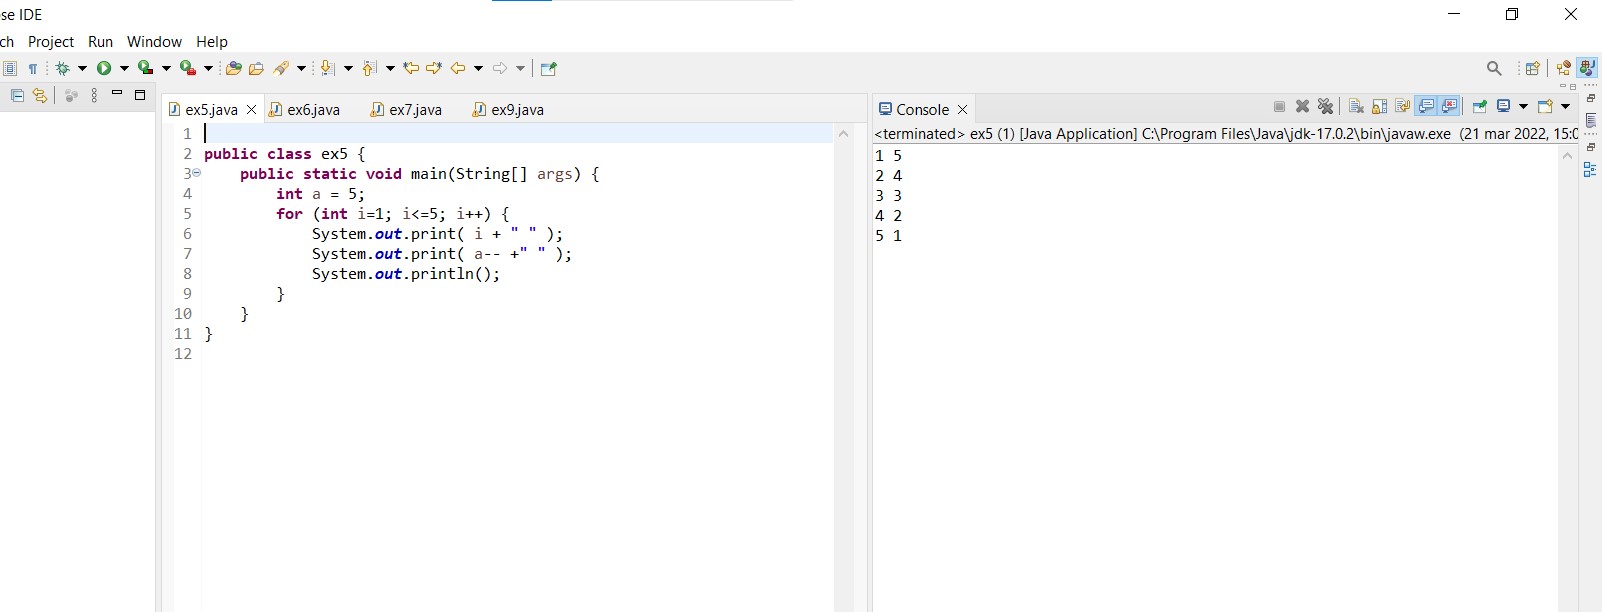 se IDE
ch Project Run Window Help
ex5.java ex6.java ex7.java ex9.java
1
2 public class ex5 {
3 public static void main(String[] args) {
4 int a = 5;
5 for (int i=1; i<=5; i++) {
6 System.out.print( i + " " );
7 System.out.print( a-- +" " );
8 System.out.println();
9 }
10 }
11 }
12
Console
<terminated> ex5 (1) [Java Application] C:\Program Files\Java\jdk-17.0.2\bin\javaw.exe (21 mar 2022, 15:0
1 5
2 4
3 3
4 2
5 1